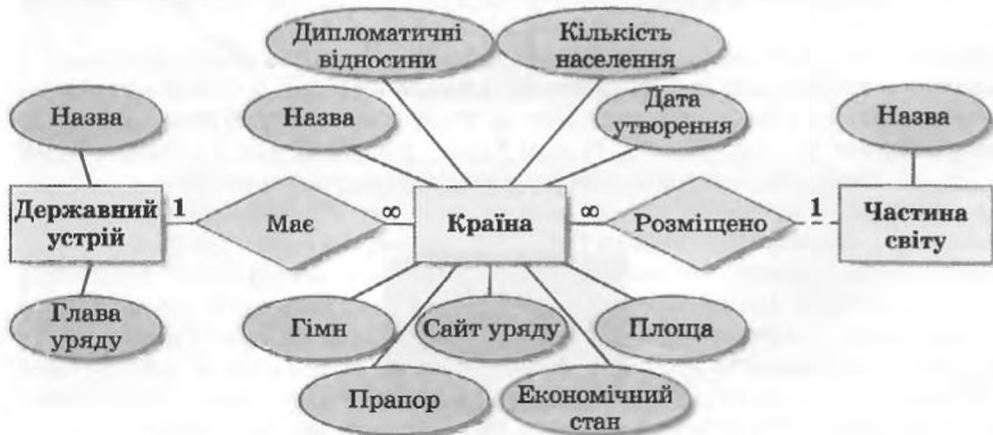 Дипломатичні
відносини
Кількість
населення
Назва
Назва
Дата
утворення
Назва
Державний
устрій
1
Має
∞
Країна
∞
Розміщено
1
Частина
світу
Глава
уряду
Гімн
Сайт уряду
Площа
Прапор
Економічний
стан